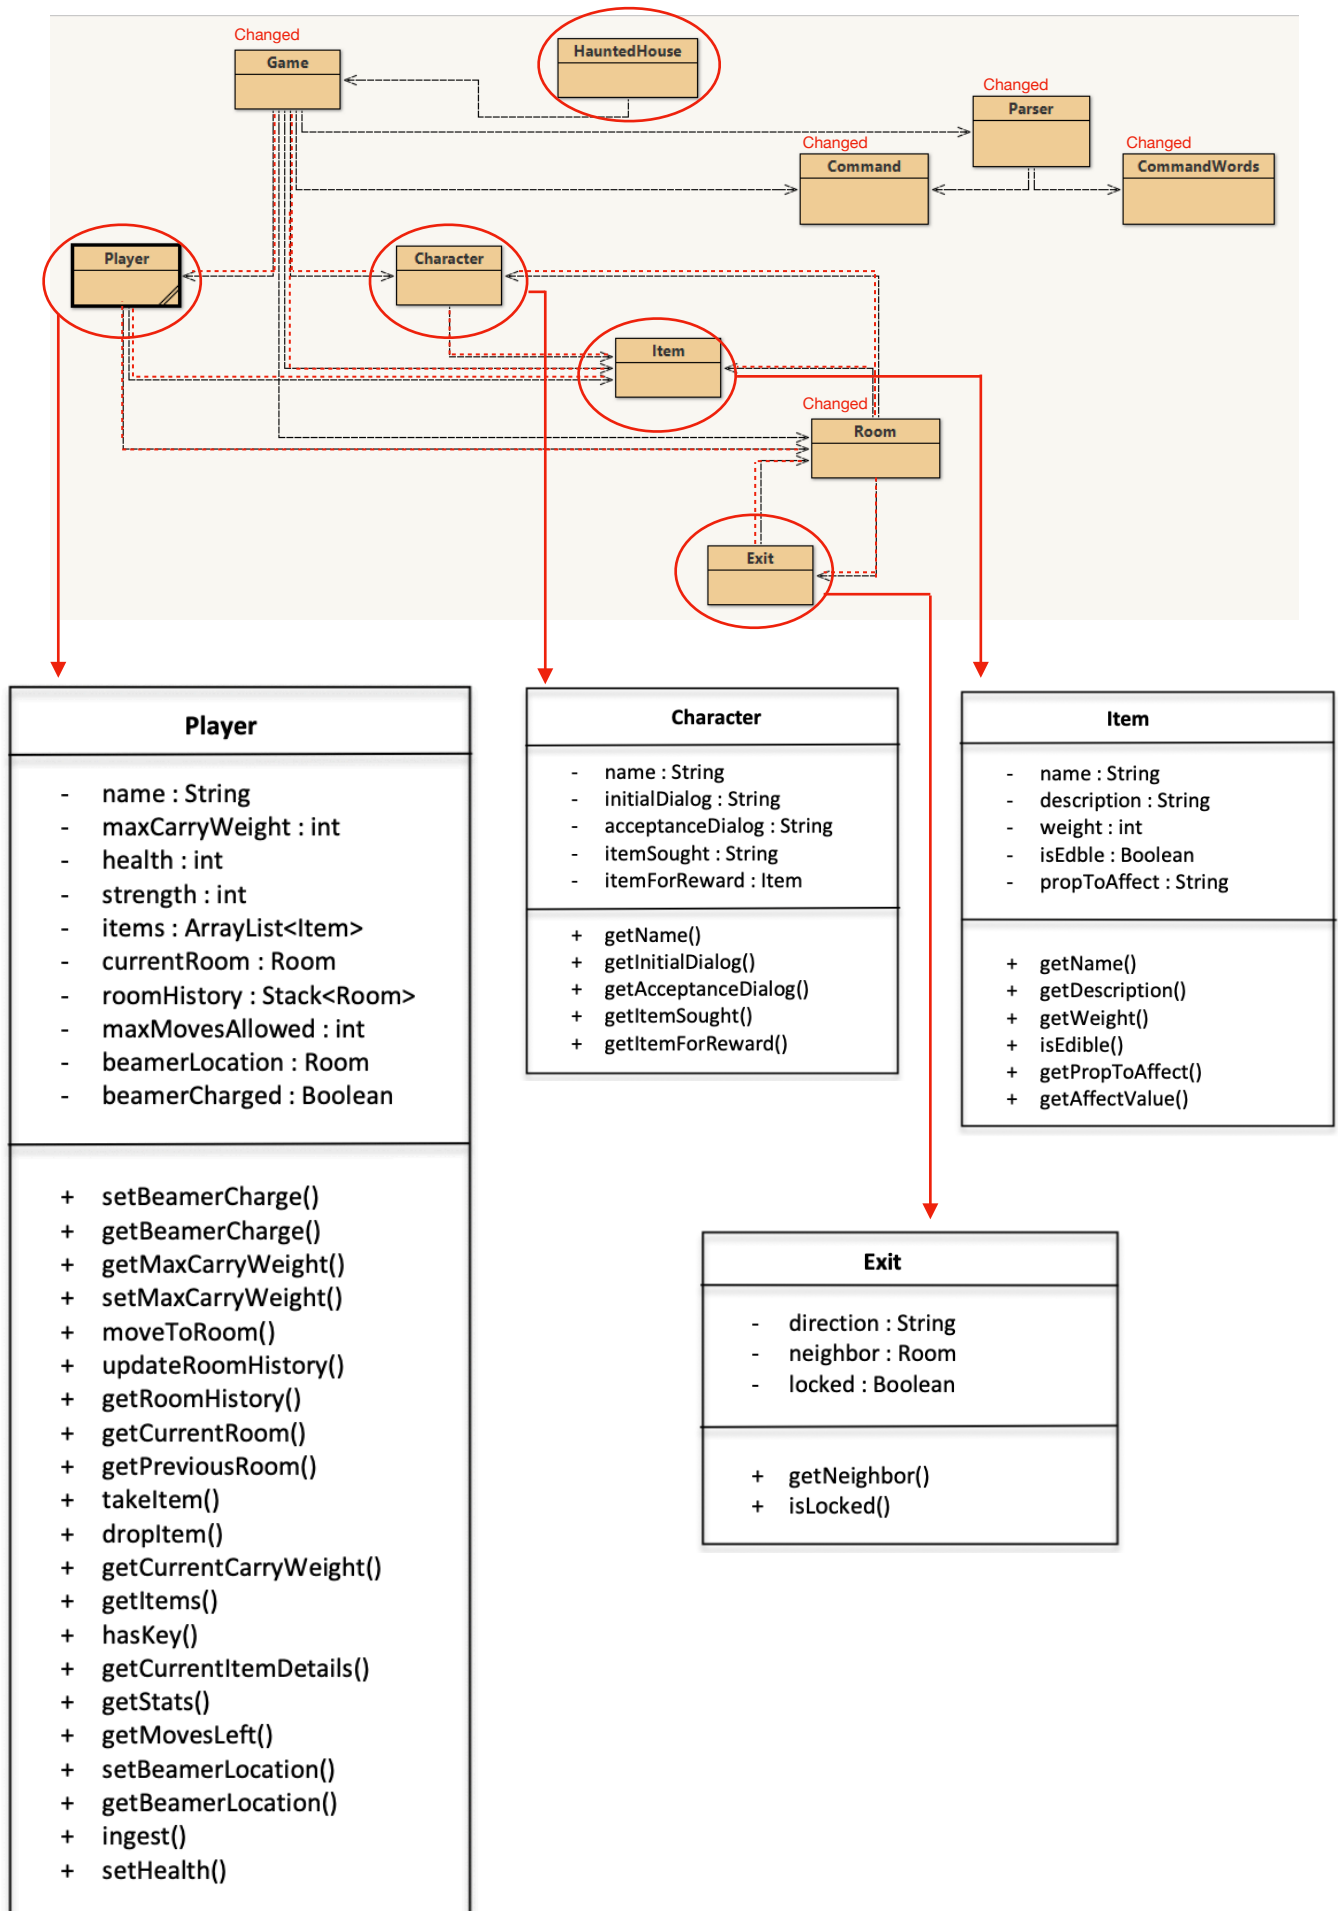 Changed
Game
HauntedHouse
Changed
Parser
Changed
Command
Changed
CommandWords
Player
Character
Item
Changed
Room
Exit
Player
- name : String
- maxCarryWeight : int
- health : int
- strength : int
- items : ArrayList<Item>
- currentRoom : Room
- roomHistory : Stack<Room>
- maxMovesAllowed : int
- beamerLocation : Room
- beamerCharged : Boolean
+ setBeamerCharge()
+ getBeamerCharge()
+ getMaxCarryWeight()
+ setMaxCarryWeight()
+ moveToRoom()
+ updateRoomHistory()
+ getRoomHistory()
+ getCurrentRoom()
+ getPreviousRoom()
+ takeItem()
+ dropItem()
+ getCurrentCarryWeight()
+ getItems()
+ hasKey()
+ getCurrentItemDetails()
+ getStats()
+ getMovesLeft()
+ setBeamerLocation()
+ getBeamerLocation()
+ ingest()
+ setHealth()
Character
- name : String
- initialDialog : String
- acceptanceDialog : String
- itemSought : String
- itemForReward : Item
+ getName()
+ getInitialDialog()
+ getAcceptanceDialog()
+ getItemSought()
+ getItemForReward()
Item
- name : String
- description : String
- weight : int
- isEdble : Boolean
- propToAffect : String
+ getName()
+ getDescription()
+ getWeight()
+ isEdible()
+ getPropToAffect()
+ getAffectValue()
Exit
- direction : String
- neighbor : Room
- locked : Boolean
+ getNeighbor()
+ isLocked()